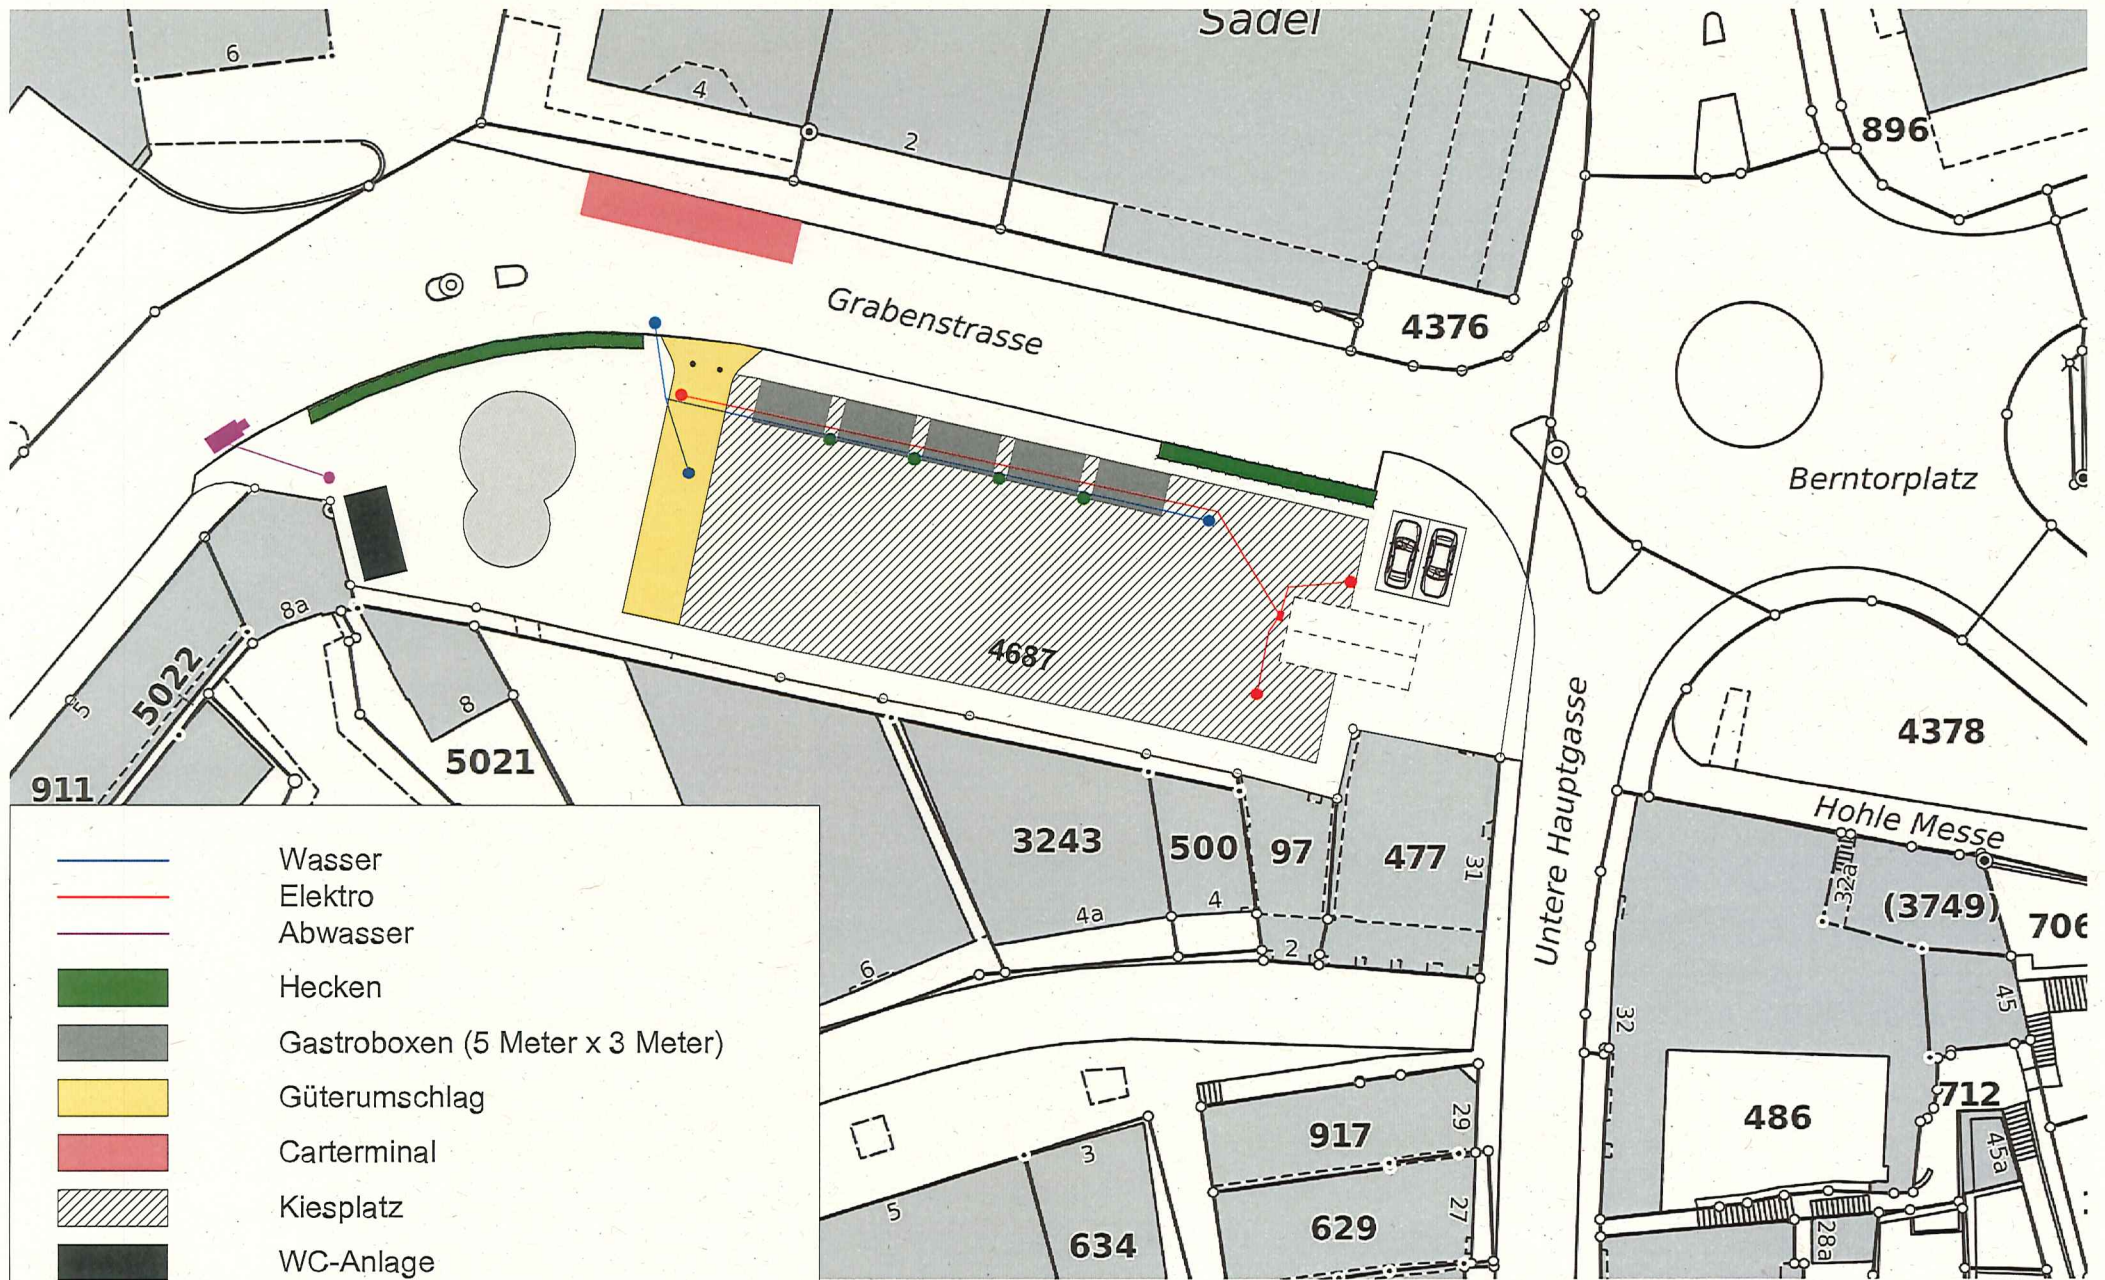 Sadel
6
4
2
896
Grabenstrasse
4376
Berntorplatz
8a
5022
5
8
4687
5021
911
4378
Untere Hauptgasse
Hohle Messe
Wasser
Elektro
Abwasser
Hecken
Gastroboxen (5 Meter x 3 Meter)
Güterumschlag
Carterminal
Kiesplatz
WC-Anlage
3243
500
97
477
31
4a
4
2
6
32a
(3749)
706
45
32
712
486
45a
28a
917
29
3
5
634
629
27